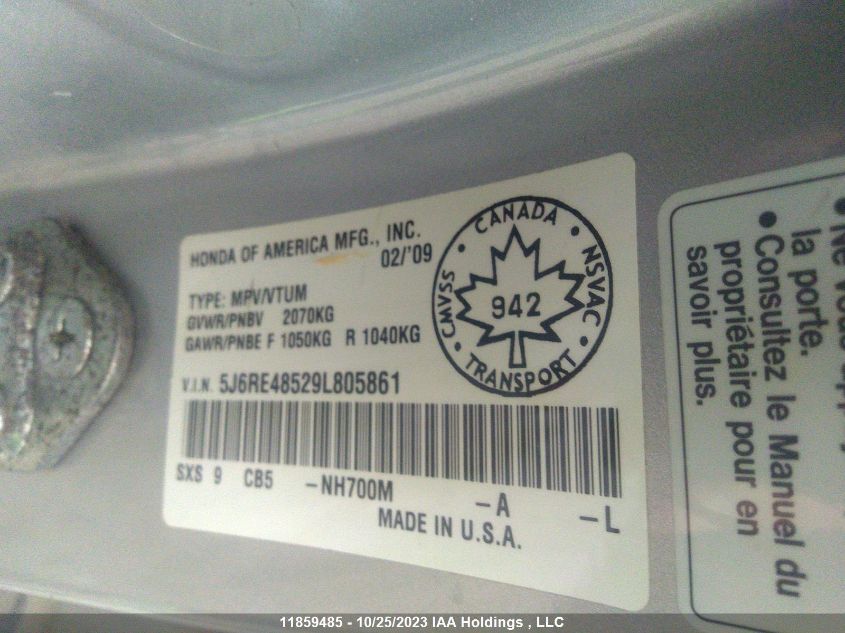 HONDA OF AMERICA MFG., INC.
02/'09
TYPE: MPV/VTUM
GVWR/PNBV 2070KG
GAWR/PNBE F 1050KG R 1040KG
V.I.N. 5J6RE48529L805861
SXS 9 CB5 -NH700M -A -L
MADE IN U.S.A.
CANADA
CMVSS
NSVAC
942
TRANSPORT
• Ne
la porte.
• Consultez le Manuel du
propriétaire pour en
savoir plus.
11859485 - 10/25/2023 IAA Holdings , LLC